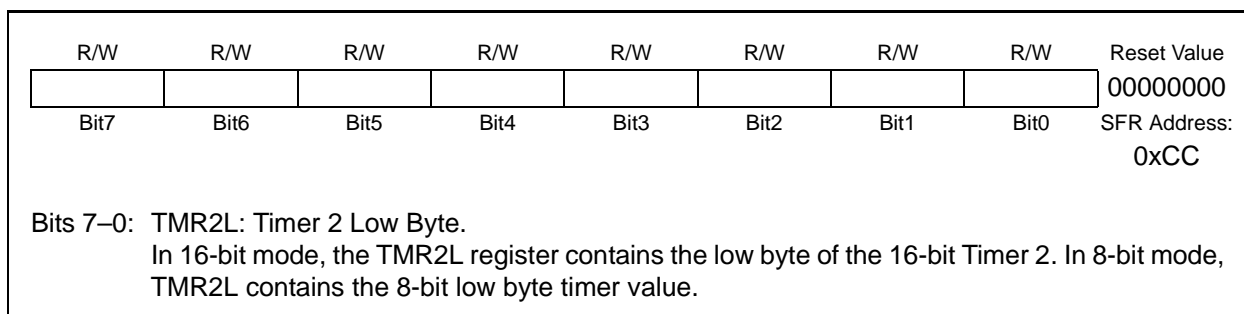 R/W R/W R/W R/W R/W R/W R/W R/W Reset Value
00000000
Bit7 Bit6 Bit5 Bit4 Bit3 Bit2 Bit1 Bit0 SFR Address:
0xCC
Bits 7–0: TMR2L: Timer 2 Low Byte.
In 16-bit mode, the TMR2L register contains the low byte of the 16-bit Timer 2. In 8-bit mode,
TMR2L contains the 8-bit low byte timer value.